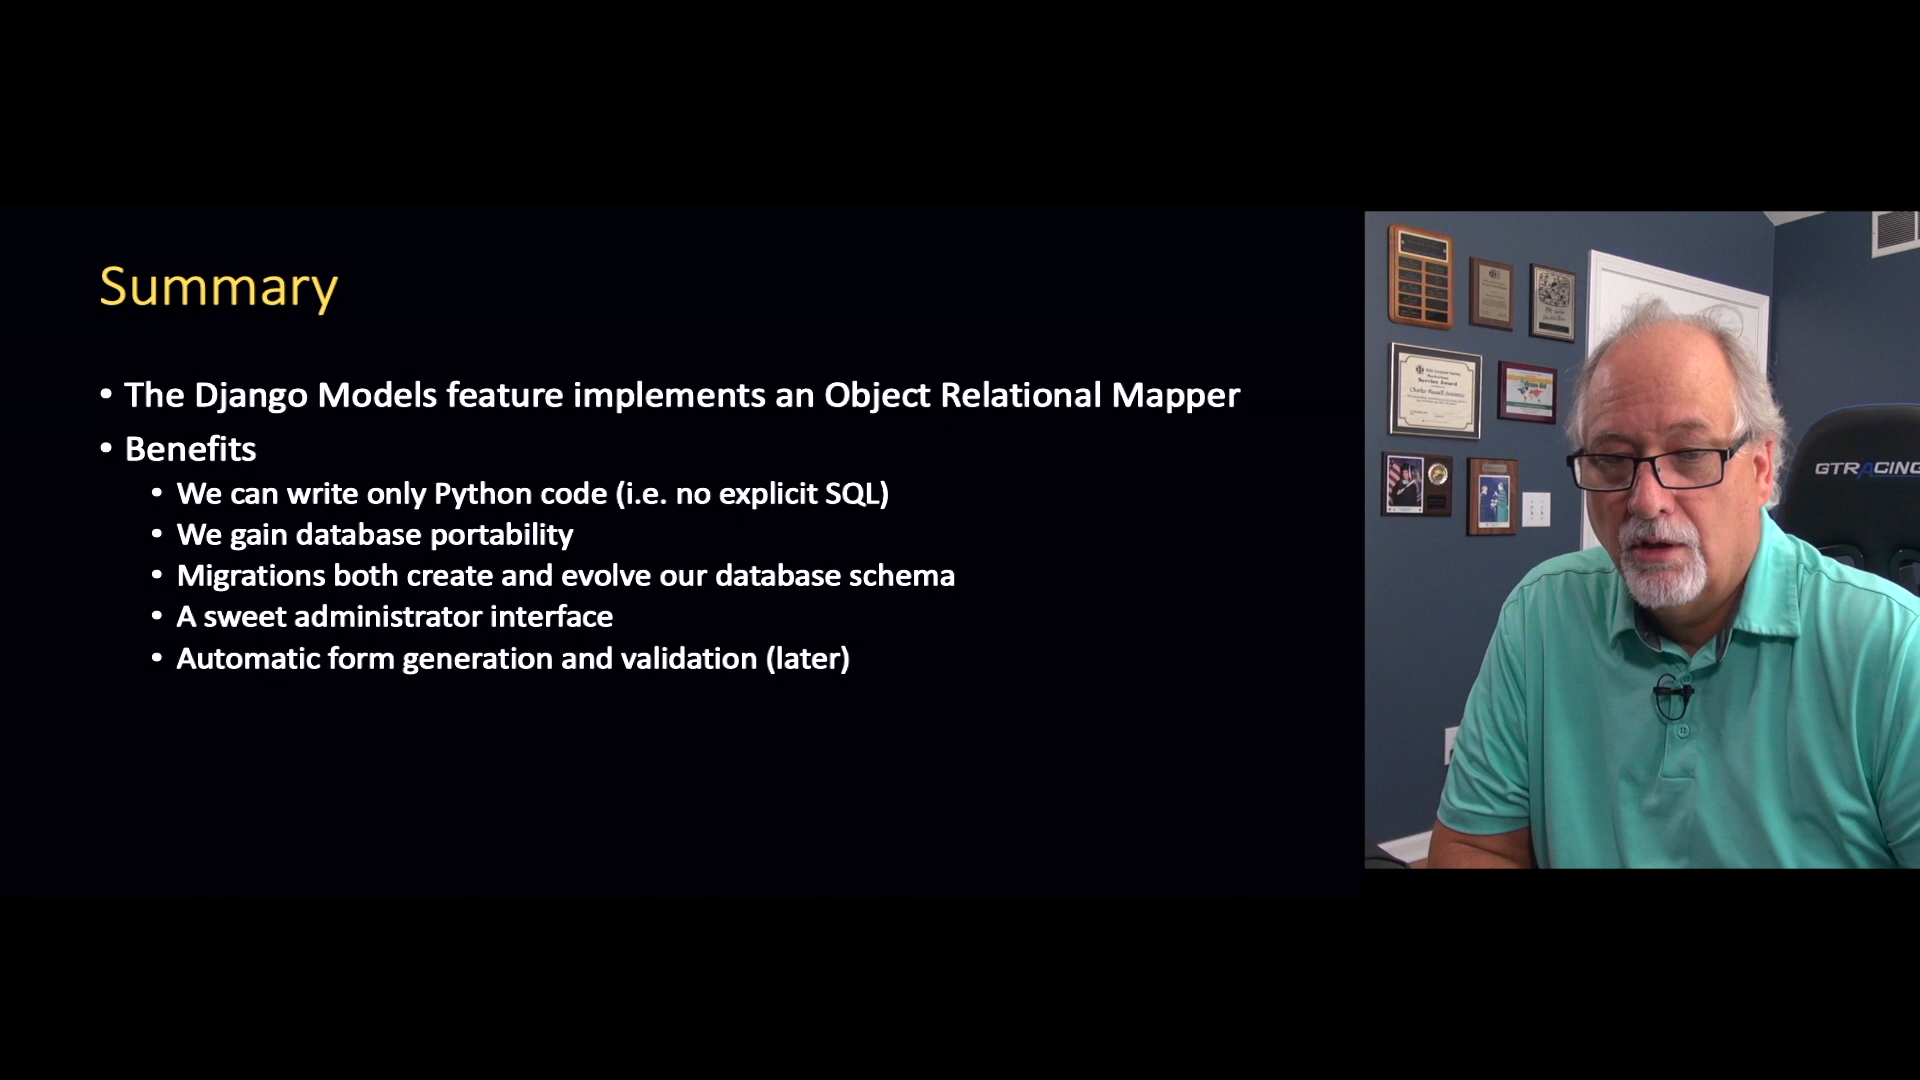 Summary
• The Django Models feature implements an Object Relational Mapper
• Benefits
• We can write only Python code (i.e. no explicit SQL)
• We gain database portability
• Migrations both create and evolve our database schema
• A sweet administrator interface
• Automatic form generation and validation (later)
Service Award
GTRACING